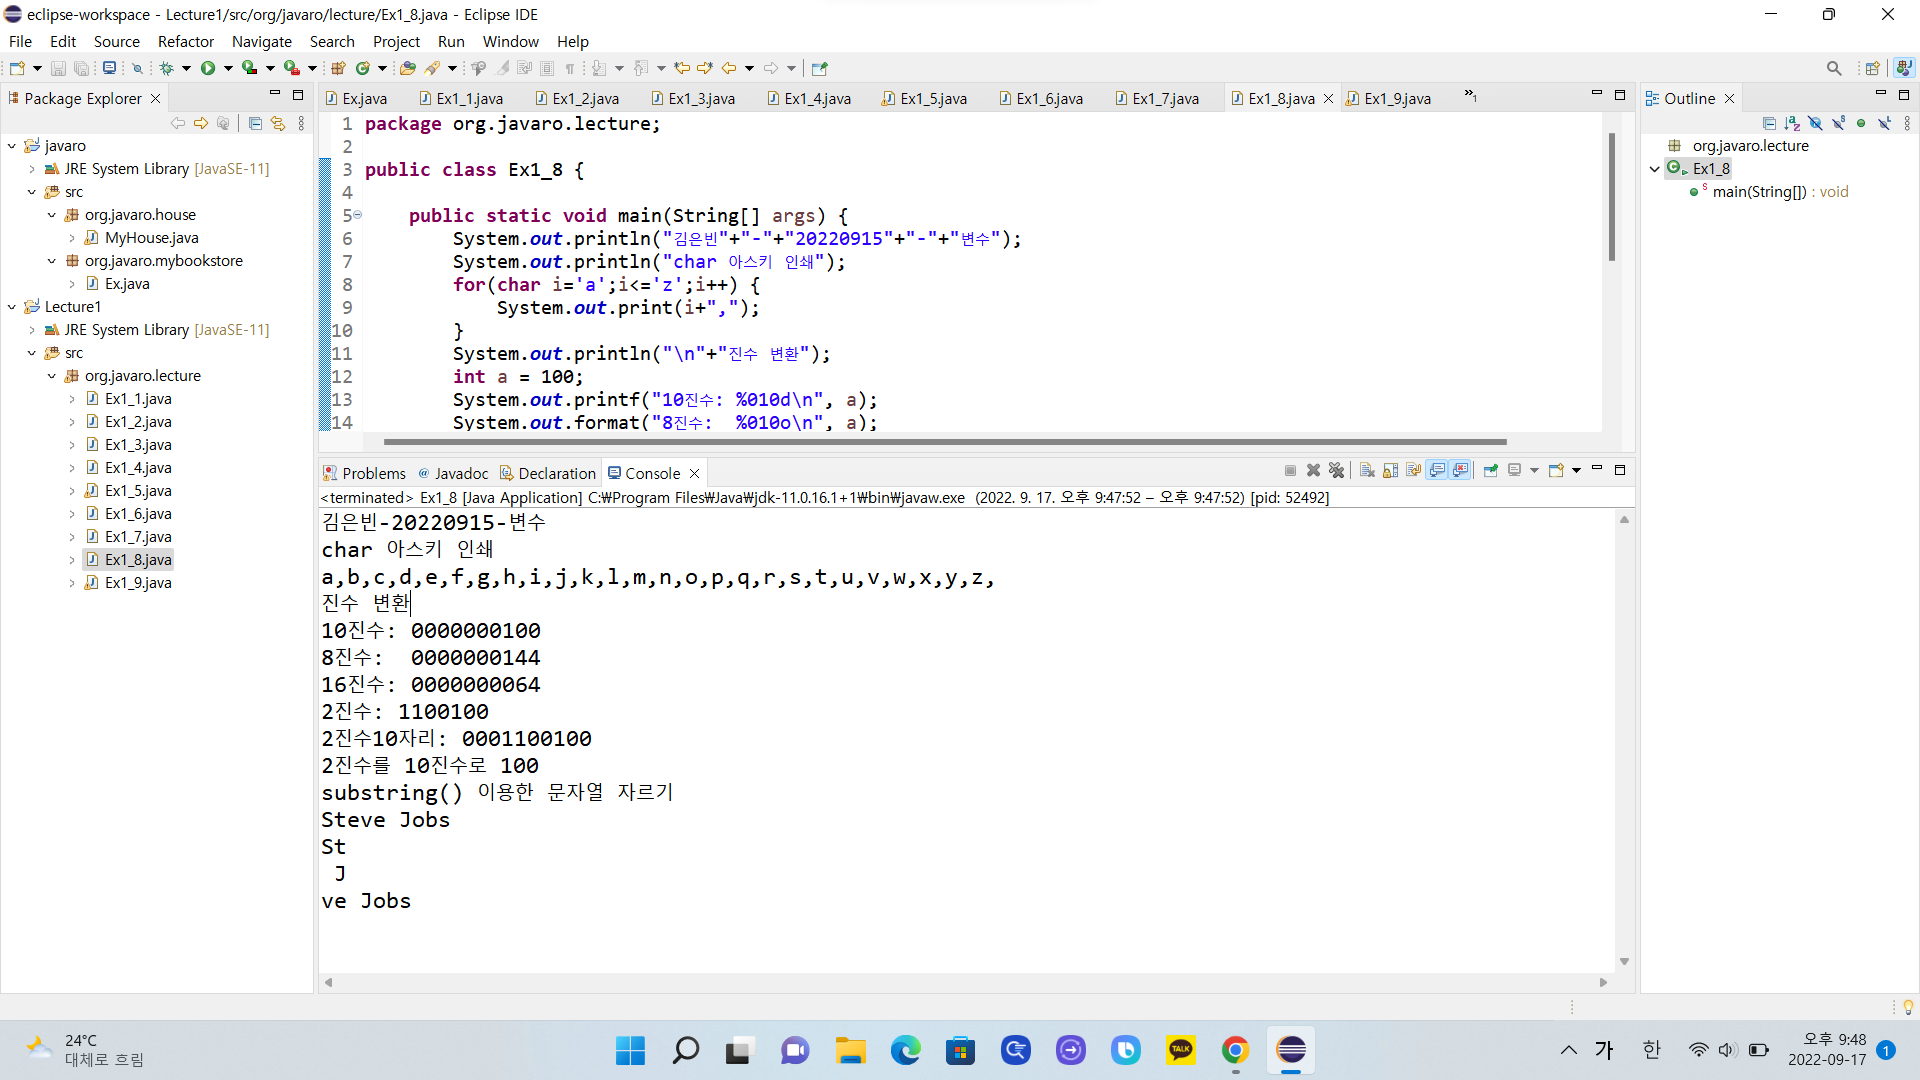 eclipse-workspace - Lecture1/src/org/javaro/lecture/Ex1_8.java - Eclipse IDE
File Edit Source Refactor Navigate Search Project Run Window Help
Package Explorer
javaro
JRE System Library [JavaSE-11]
src
org.javaro.house
MyHouse.java
org.javaro.mybookstore
Ex.java
Lecture1
JRE System Library [JavaSE-11]
src
org.javaro.lecture
Ex1_1.java
Ex1_2.java
Ex1_3.java
Ex1_4.java
Ex1_5.java
Ex1_6.java
Ex1_7.java
Ex1_8.java
Ex1_9.java
Ex.java Ex1_1.java Ex1_2.java Ex1_3.java Ex1_4.java Ex1_5.java Ex1_6.java Ex1_7.java Ex1_8.java Ex1_9.java »1
1 package org.javaro.lecture;
2
3 public class Ex1_8 {
4
5 public static void main(String[] args) {
6 System.out.println("김은빈"+"-"+"20220915"+"-"+"변수");
7 System.out.println("char 아스키 인쇄");
8 for(char i='a';i<='z';i++) {
9 System.out.print(i+",");
10 }
11 System.out.println("\n"+"진수 변환");
12 int a = 100;
13 System.out.printf("10진수: %010d\n", a);
14 System.out.format("8진수:  %010o\n", a);
Problems @ Javadoc Declaration Console
<terminated> Ex1_8 [Java Application] C:₩Program Files₩Java₩jdk-11.0.16.1+1₩bin₩javaw.exe (2022. 9. 17. 오후 9:47:52 – 오후 9:47:52) [pid: 52492]
김은빈-20220915-변수
char 아스키 인쇄
a,b,c,d,e,f,g,h,i,j,k,l,m,n,o,p,q,r,s,t,u,v,w,x,y,z,
진수 변환
10진수: 0000000100
8진수:  0000000144
16진수: 0000000064
2진수: 1100100
2진수10자리: 0001100100
2진수를 10진수로 100
substring() 이용한 문자열 자르기
Steve Jobs
St
J
ve Jobs
Outline
org.javaro.lecture
Ex1_8
main(String[]) : void
24°C
대체로 흐림
TALK
가 한
오후 9:48
2022-09-17
1